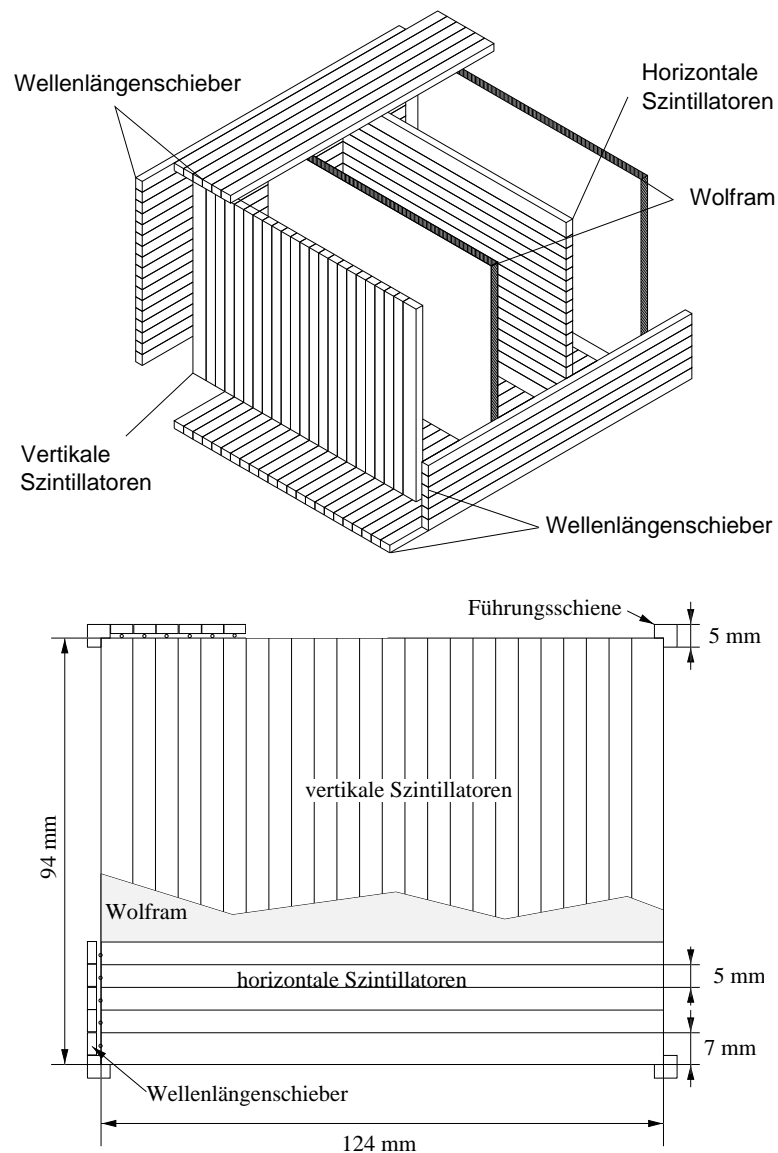 Wellenlängenschieber
Horizontale
Szintillatoren
Wolfram
Vertikale
Szintillatoren
Wellenlängenschieber
Führungsschiene
5 mm
vertikale Szintillatoren
94 mm
Wolfram
horizontale Szintillatoren
5 mm
7 mm
Wellenlängenschieber
124 mm